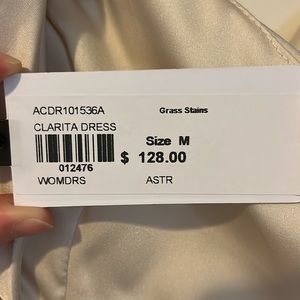 ACDR101536A Grass Stains
CLARITA DRESS
Size M
$ 128.00
012476
WOMDRS ASTR